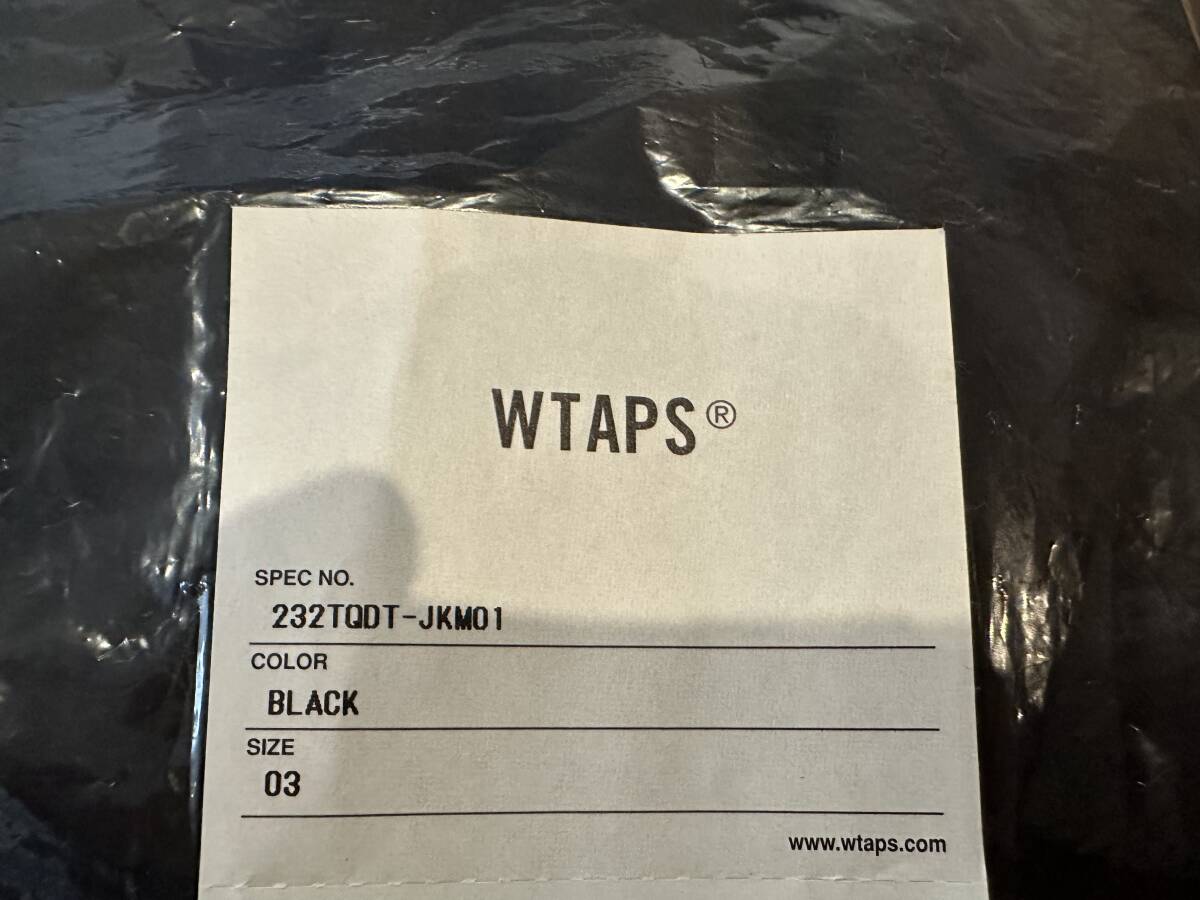 WTAPS®
SPEC NO.
232TQDT-JKM01
COLOR
BLACK
SIZE
03
www.wtaps.com